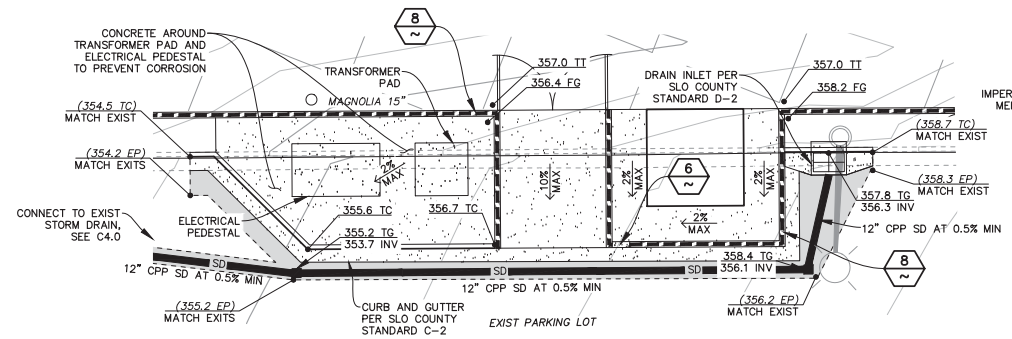 CONCRETE AROUND
TRANSFORMER PAD AND
ELECTRICAL PEDESTAL
TO PREVENT CORROSION
8
~
TRANSFORMER
PAD
MAGNOLIA 15"
357.0 TT
356.4 FG
DRAIN INLET PER
SLO COUNTY
STANDARD D-2
357.0 TT
358.2 FG
IMPER
ME
(354.5 TC)
MATCH EXIST
(358.7 TC)
MATCH EXIST
(354.2 EP)
MATCH EXITS
2%
MAX
10%
MAX
2%
MAX
6
~
2%
MAX
(358.3 EP)
MATCH EXIST
357.8 TG
356.3 INV
CONNECT TO EXIST
STORM DRAIN,
SEE C4.0
ELECTRICAL
PEDESTAL
355.6 TC
356.7 TC
2%
MAX
12" CPP SD AT 0.5% MIN
355.2 TG
353.7 INV
358.4 TG
356.1 INV
8
~
SD
SD
SD
12" CPP SD AT 0.5% MIN
12" CPP SD AT 0.5% MIN
(355.2 EP)
MATCH EXITS
CURB AND GUTTER
PER SLO COUNTY
STANDARD C-2
EXIST PARKING LOT
(356.2 EP)
MATCH EXIST